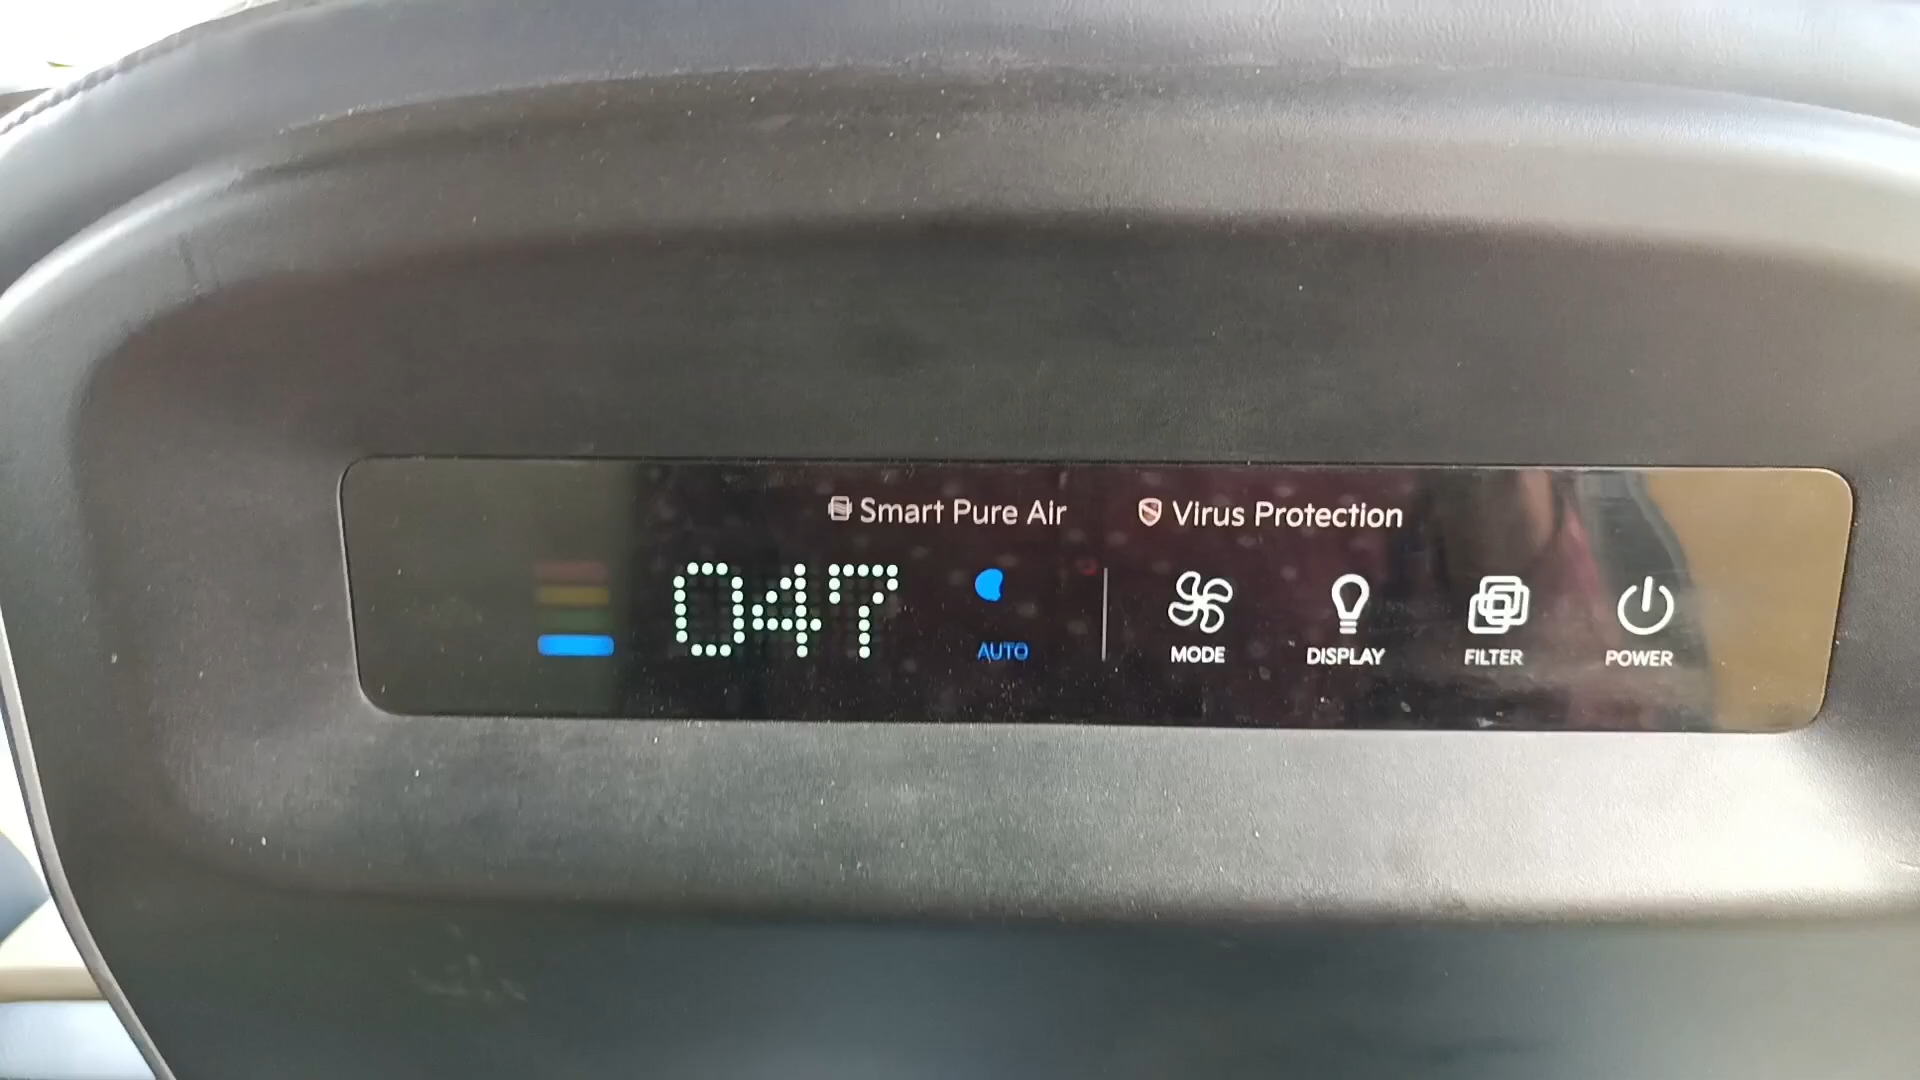 Smart Pure Air
Virus Protection
047
AUTO
MODE
DISPLAY
FILTER
POWER